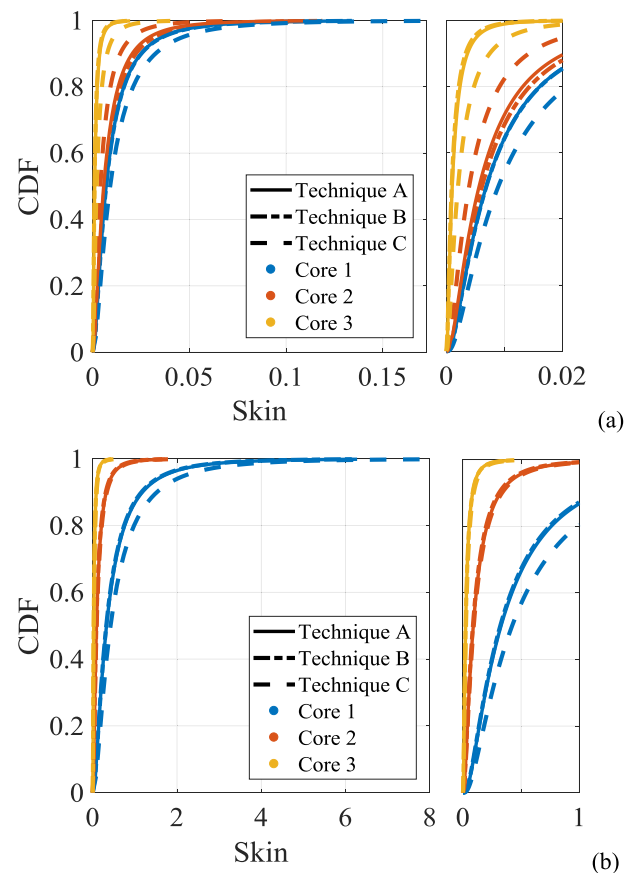 1
0.8
0.6
0.4
0.2
0
CDF
Technique A
Technique B
Technique C
Core 1
Core 2
Core 3
0 0.05 0.1 0.15
Skin
0 0.02
(a)
1
0.8
0.6
0.4
0.2
0
CDF
Technique A
Technique B
Technique C
Core 1
Core 2
Core 3
0 2 4 6 8
Skin
0 1
(b)